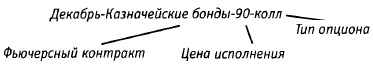 Декабрь-Казначейские бонды-90-колл
Тип опциона
Фьючерсный контракт
Цена исполнения